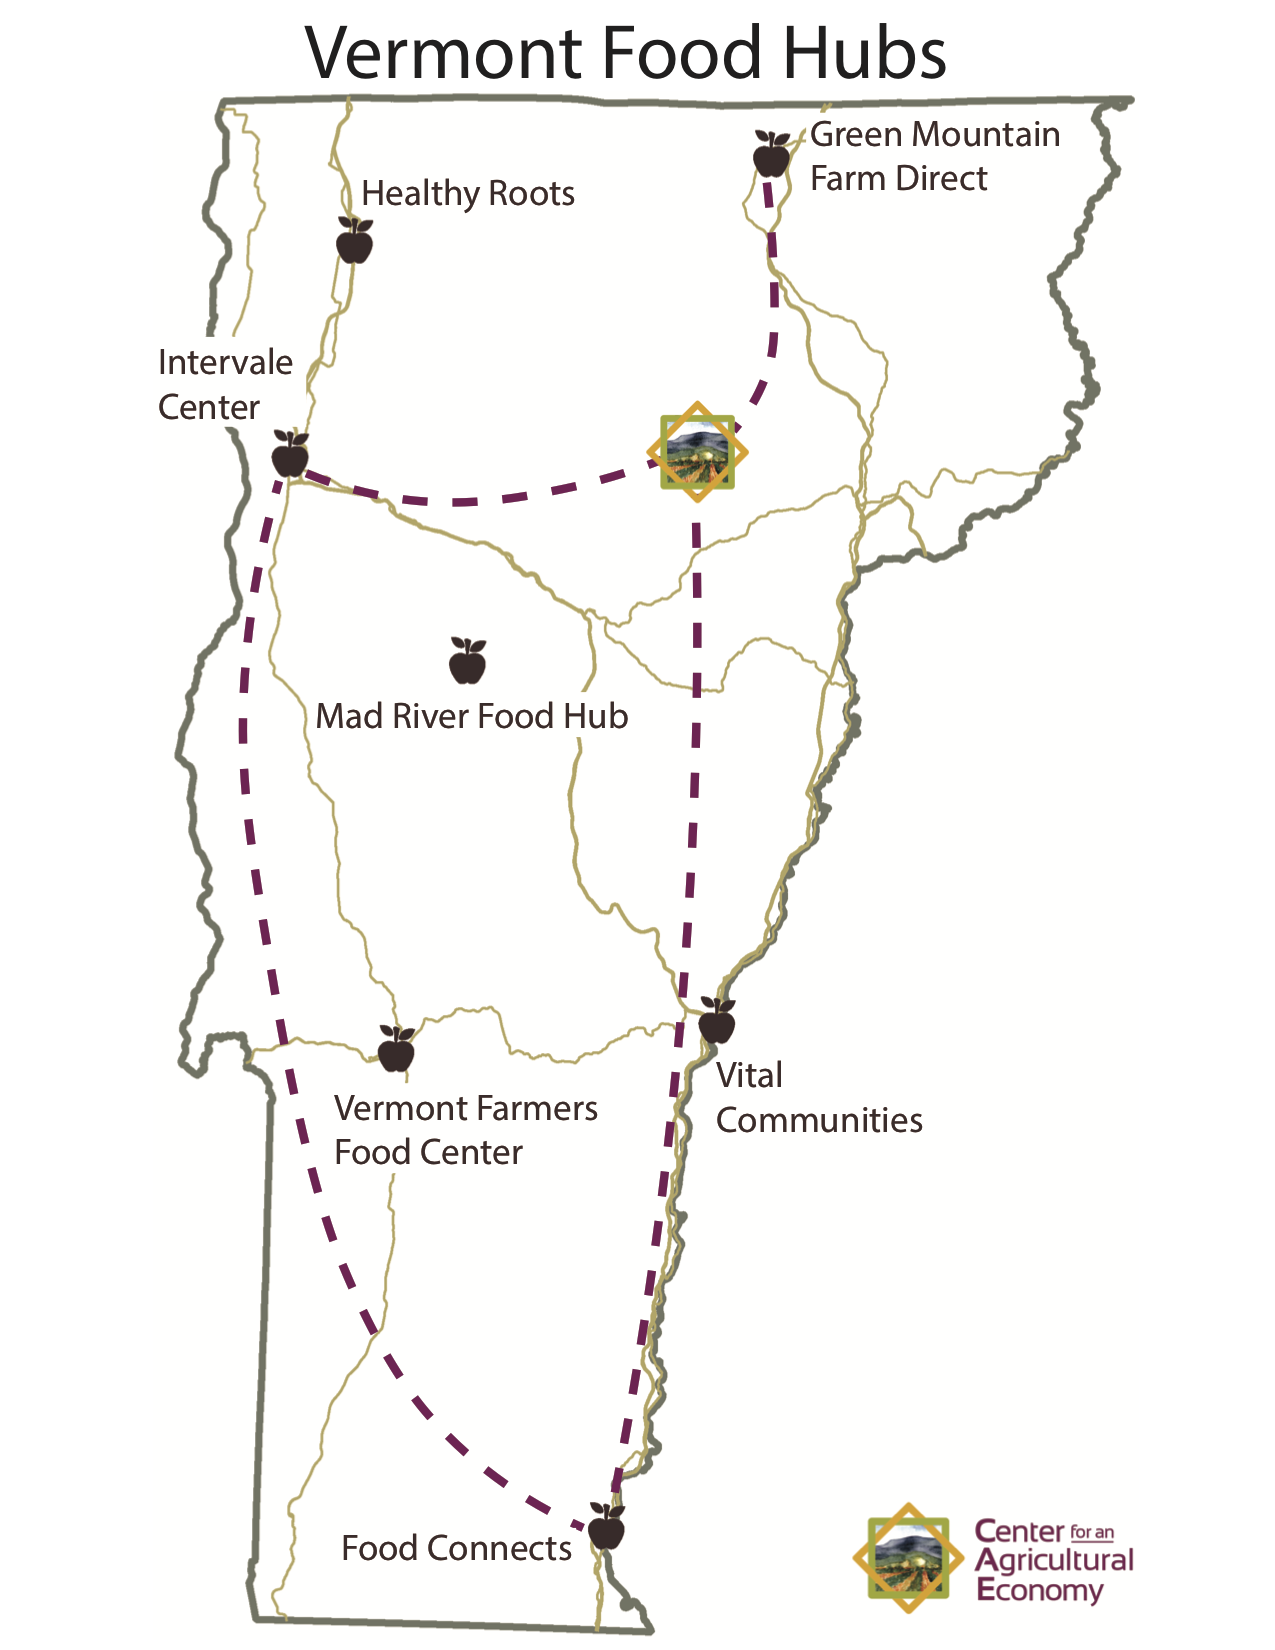 Vermont Food Hubs
Green Mountain
Farm Direct
Healthy Roots
Intervale
Center
Mad River Food Hub
Vital
Communities
Vermont Farmers
Food Center
Food Connects
Center for an
Agricultural
Economy